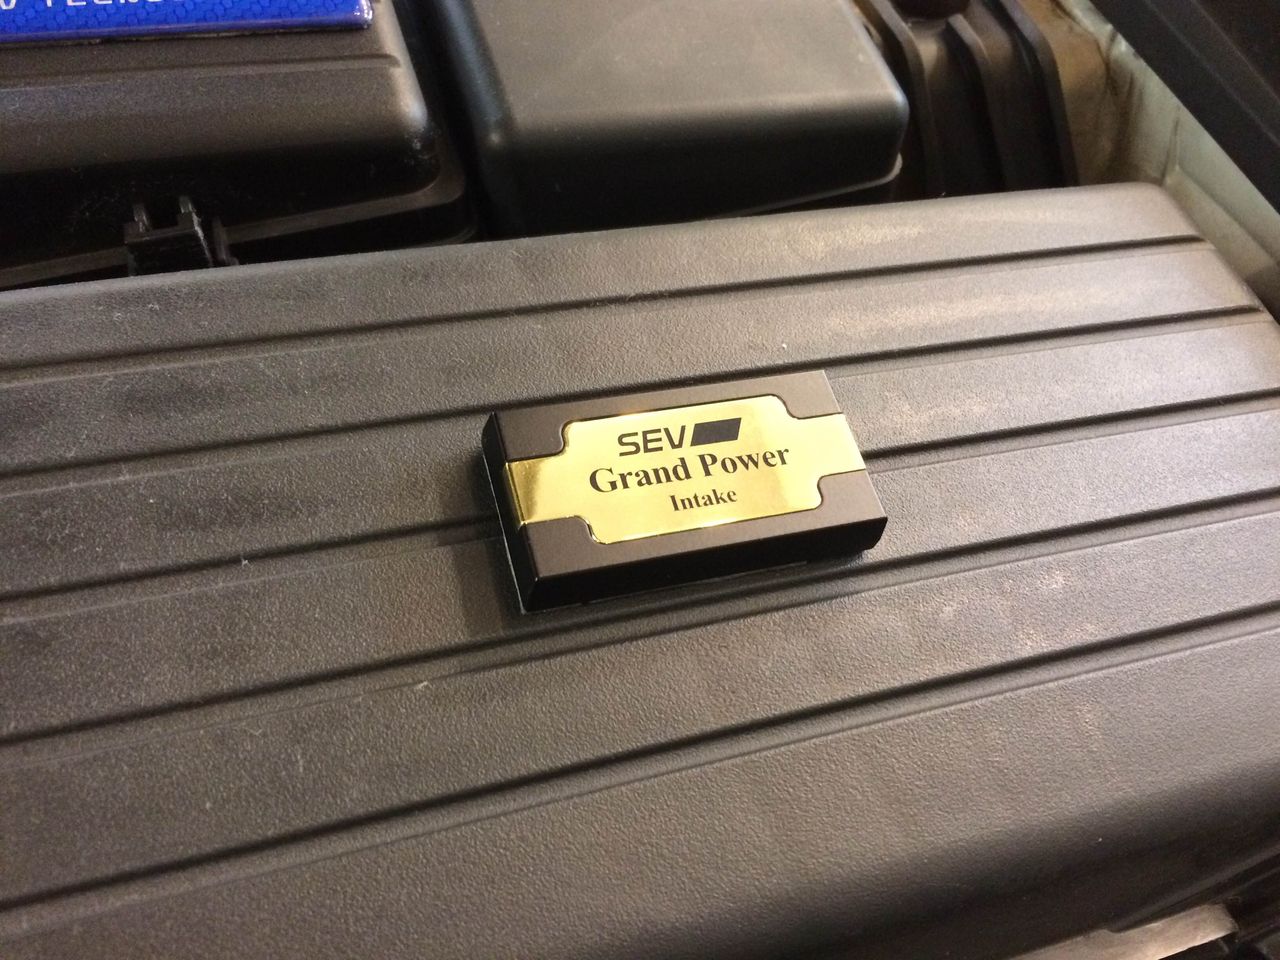 SEV
Grand Power
Intake